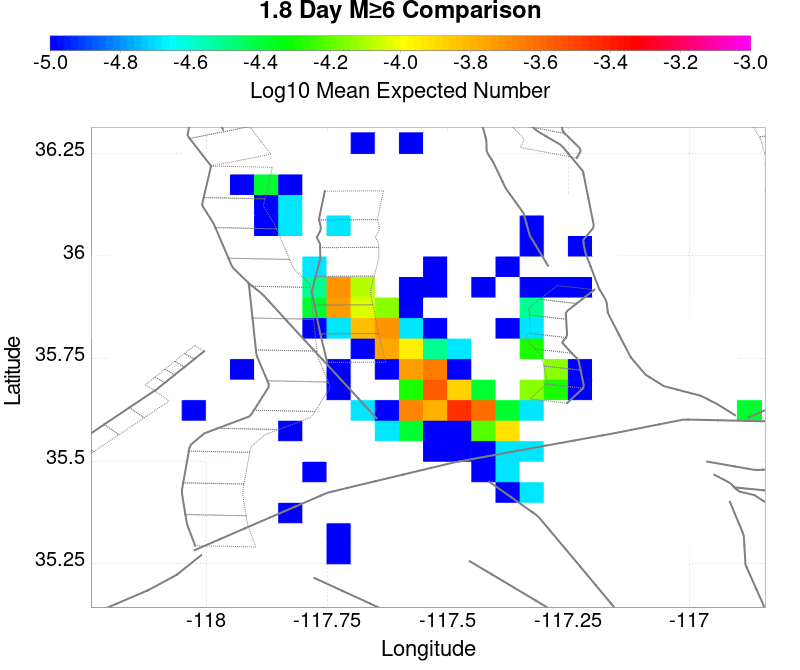 1.8 Day M≥6 Comparison
-5.0 -4.8 -4.6 -4.4 -4.2 -4.0 -3.8 -3.6 -3.4 -3.2 -3.0
Log10 Mean Expected Number
36.25
36
35.75
35.5
35.25
Latitude
-118 -117.75 -117.5 -117.25 -117
Longitude